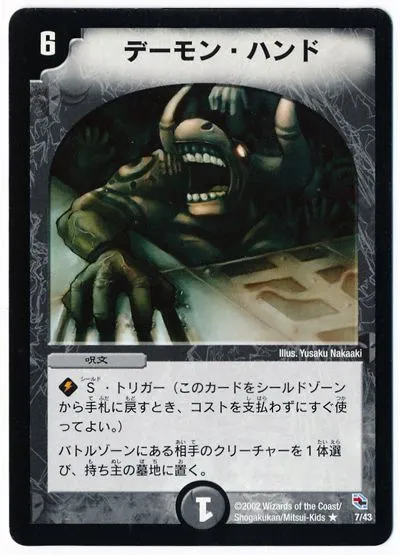 6
デーモン・ハンド
Illus. Yusaku Nakaaki
呪文
S・トリガー(このカードをシールドゾーン
から手札に戻すとき、コストを支払わずにすぐ使
ってよい。)
バトルゾーンにある相手のクリーチャーを1体選
び、持ち主の墓地に置く。
1
©2002 Wizards of the Coast/
Shogakukan/Mitsui-Kids ★ 7/43